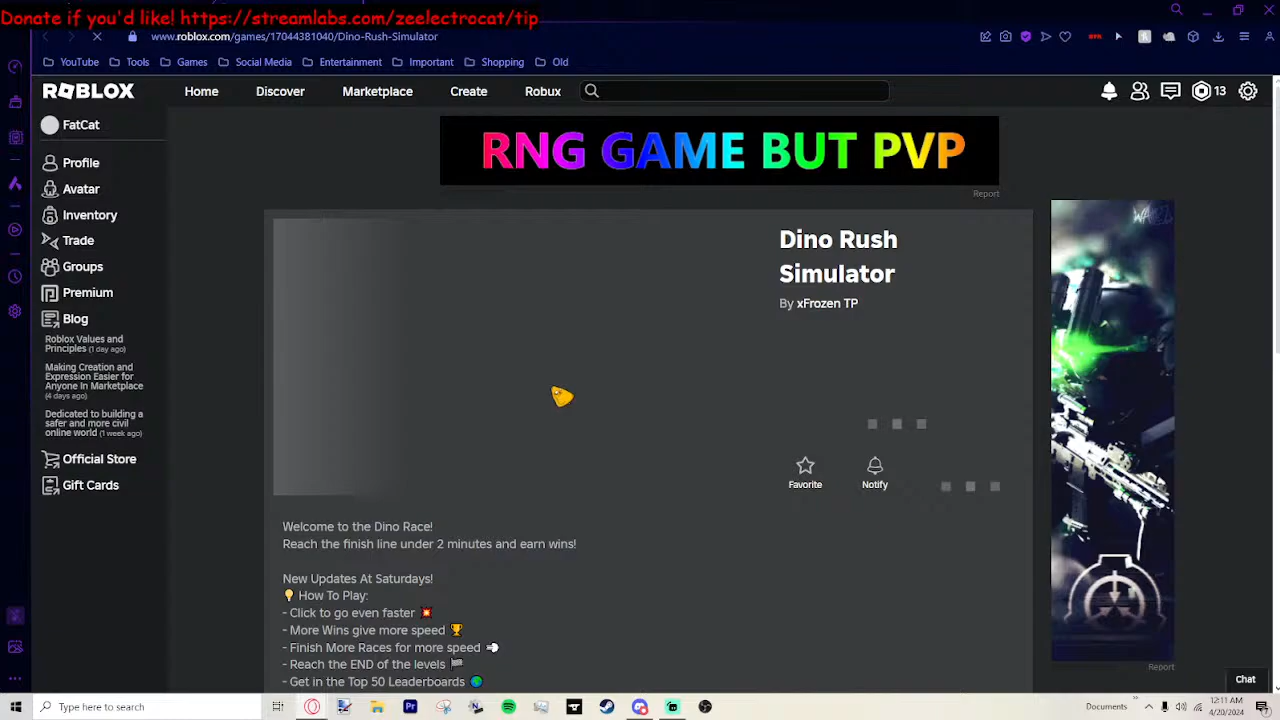 Donate if you'd like! https://streamlabs.com/zeelectrocat/tip
www.roblox.com/games/17044381040/Dino-Rush-Simulator
YouTube Tools Games Social Media Entertainment Important Shopping Old
ROBLOX Home Discover Marketplace Create Robux 13
FatCat
RNG GAME BUT PVP
Report
Profile
Avatar
Inventory
Trade
Groups
Premium
Blog
Roblox Values and
Principles (1 day ago)
Making Creation and
Expression Easier for
Anyone In Marketplace
(4 days ago)
Dedicated to building a
safer and more civil
online world (1 week ago)
Official Store
Gift Cards
Dino Rush
Simulator
By xFrozen TP
Favorite Notify
Welcome to the Dino Race!
Reach the finish line under 2 minutes and earn wins!
New Updates At Saturdays!
💡 How To Play:
- Click to go even faster 💥
- More Wins give more speed 🏆
- Finish More Races for more speed 💨
- Reach the END of the levels 🏁
- Get in the Top 50 Leaderboards 🌎
Report
Chat
Type here to search
Documents
12:11 AM
4/20/2024